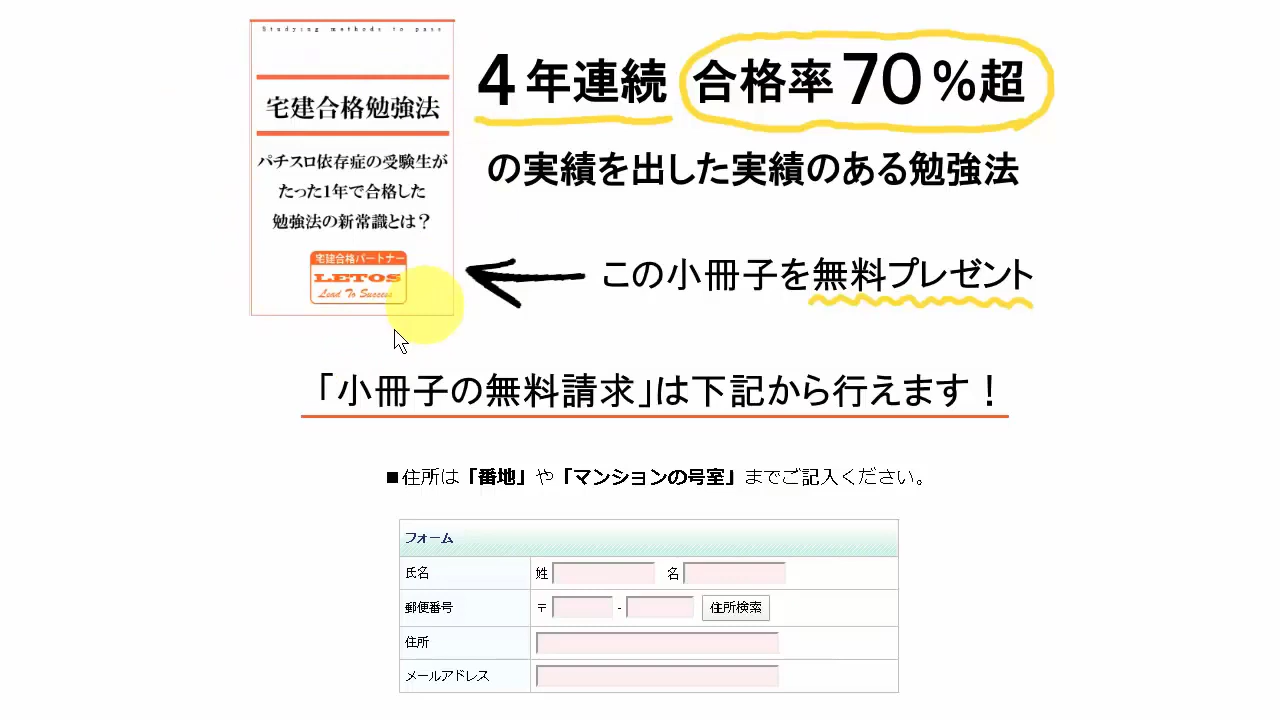 Studying methods to pass
宅建合格勉強法
パチスロ依存症の受験生が
たった1年で合格した
勉強法の新常識とは？
宅建合格パートナー
LETOS
Lead To Success
4年連続 合格率70％超
の実績を出した実績のある勉強法
この小冊子を無料プレゼント
「小冊子の無料請求」は下記から行えます！
■住所は「番地」や「マンションの号室」までご記入ください。
フォーム
氏名 姓 名
郵便番号 〒 - 住所検索
住所
メールアドレス